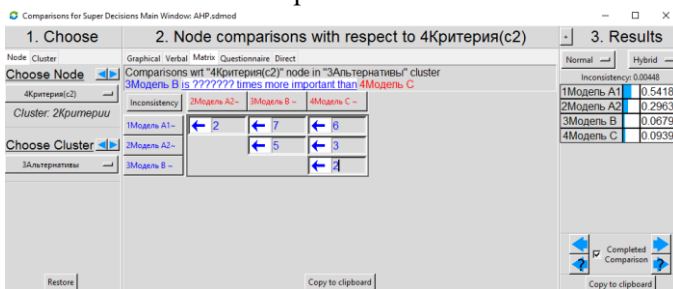 Comparisons for Super Decisions Main Window: AHP.sdmod
1. Choose
2. Node comparisons with respect to 4Критерия(с2)
3. Results
Node Cluster
Graphical Verbal Matrix Questionnaire Direct
Normal
Hybrid
Choose Node
Comparisons wrt "4Критерия(с2)" node in "3Альтернативы" cluster
3Модель B is ??????? times more important than 4Модель C
Inconsistency: 0.00448
4Критерия(с2)
Cluster: 2Критерии
Inconsistency 2Модель A2~ 3Модель B ~ 4Модель C ~
1Модель A1 0.5418
2Модель A2 0.2963
3Модель B 0.0679
4Модель C 0.0939
1Модель A1~ 2 7 6
Choose Cluster
2Модель A2~ 5 3
3Альтернативы
3Модель B ~ 2
Completed
Comparison
Restore
Copy to clipboard
Copy to clipboard